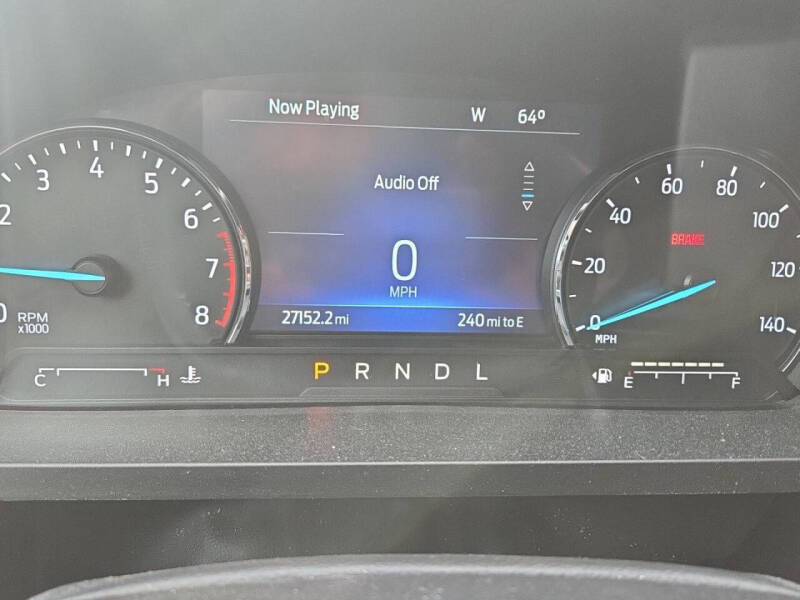 Now Playing W 64º
Audio Off
0
MPH
27152.2 mi 240 mi to E
0 2 3 4 5 6 7 8
RPM
x1000
0 20 40 60 80 100 120 140
BRAKE
MPH
C H
P R N D L
E F